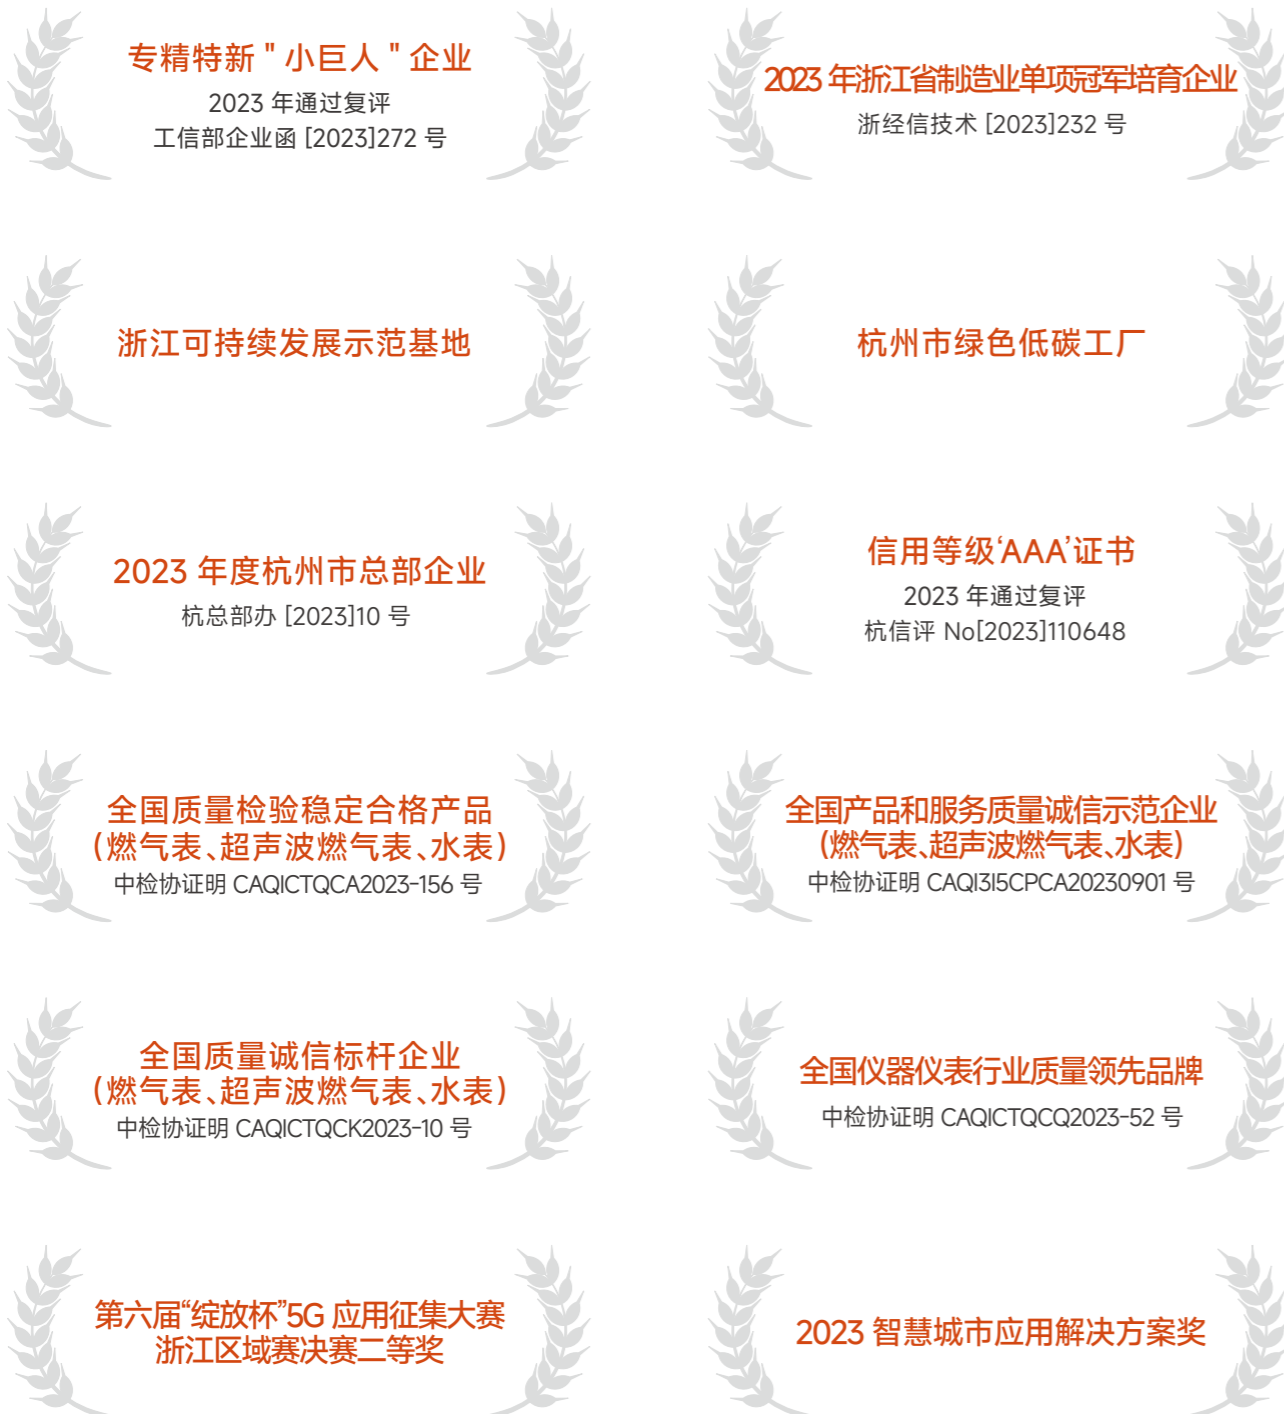 专精特新 " 小巨人 " 企业
2023 年通过复评
工信部企业函 [2023]272 号
2023 年浙江省制造业单项冠军培育企业
浙经信技术 [2023]232 号
浙江可持续发展示范基地
杭州市绿色低碳工厂
2023 年度杭州市总部企业
杭总部办 [2023]10 号
信用等级‘AAA’证书
2023 年通过复评
杭信评 No[2023]110648
全国质量检验稳定合格产品
(燃气表、超声波燃气表、水表)
中检协证明 CAQICTQCA2023-156 号
全国产品和服务质量诚信示范企业
(燃气表、超声波燃气表、水表)
中检协证明 CAQI3I5CPCA20230901 号
全国质量诚信标杆企业
(燃气表、超声波燃气表、水表)
中检协证明 CAQICTQCK2023-10 号
全国仪器仪表行业质量领先品牌
中检协证明 CAQICTQCQ2023-52 号
第六届“绽放杯”5G 应用征集大赛
浙江区域赛决赛二等奖
2023 智慧城市应用解决方案奖